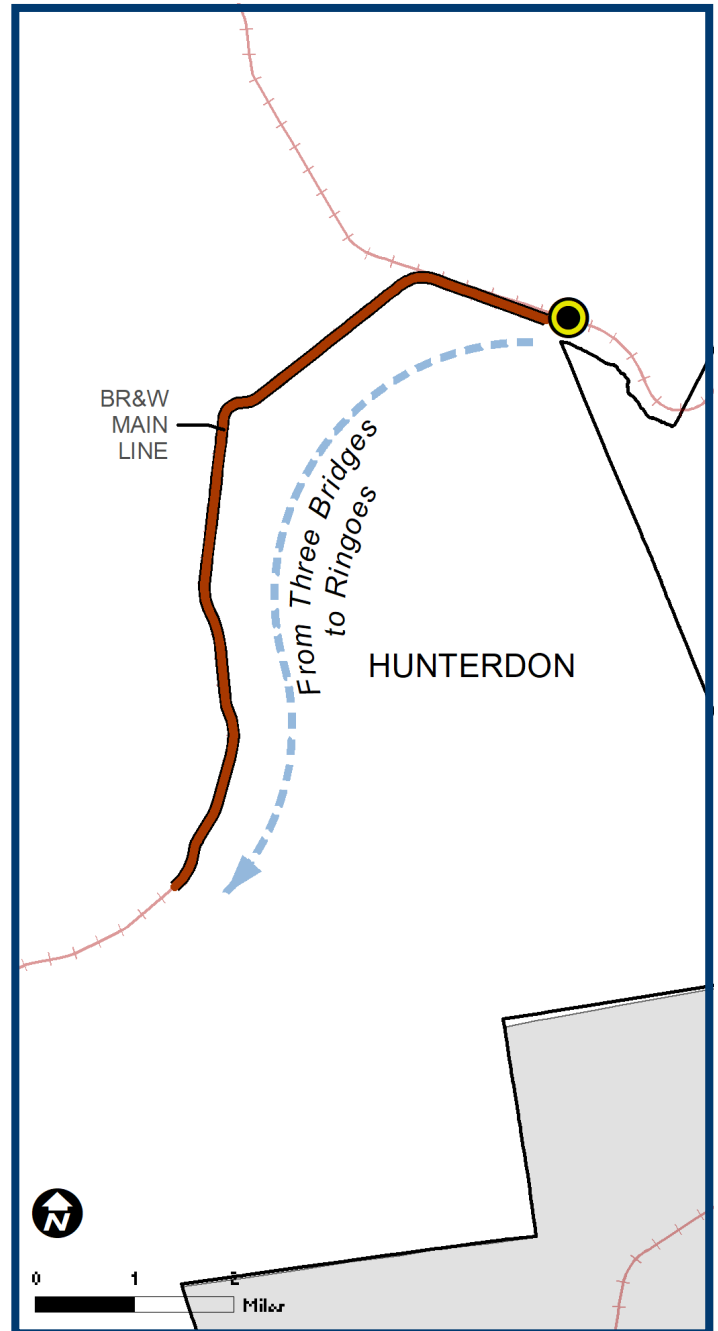 BR&W
MAIN
LINE
From Three Bridges
to Ringoes
HUNTERDON
N
0 1 2
Miles